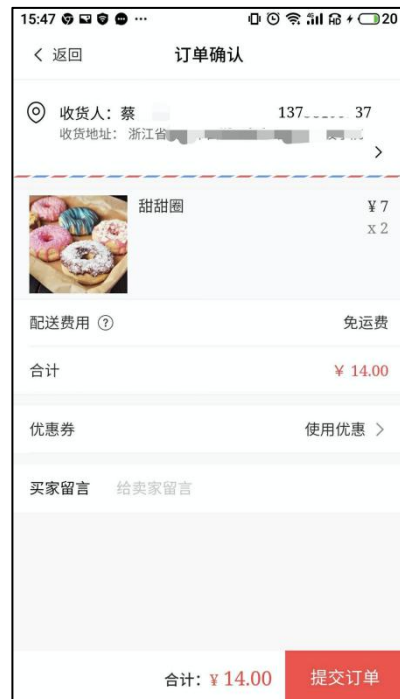 15:47 20
返回 订单确认
收货人：蔡 137 37
收货地址： 浙江省
甜甜圈 ¥ 7
x 2
配送费用 ? 免运费
合计 ¥ 14.00
优惠券 使用优惠
买家留言 给卖家留言
合计: ¥ 14.00 提交订单